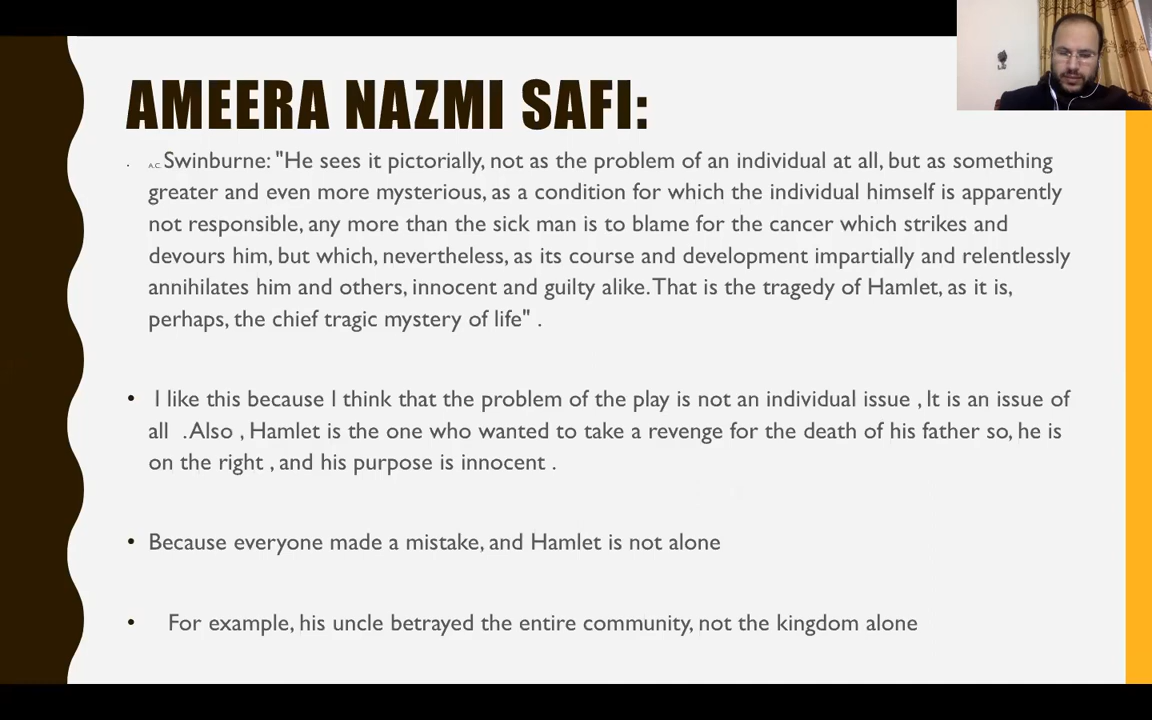 AMEERA NAZMI SAFI:
• A.C. Swinburne: "He sees it pictorially, not as the problem of an individual at all, but as something
greater and even more mysterious, as a condition for which the individual himself is apparently
not responsible, any more than the sick man is to blame for the cancer which strikes and
devours him, but which, nevertheless, as its course and development impartially and relentlessly
annihilates him and others, innocent and guilty alike. That is the tragedy of Hamlet, as it is,
perhaps, the chief tragic mystery of life" .
• I like this because I think that the problem of the play is not an individual issue , It is an issue of
all . Also , Hamlet is the one who wanted to take a revenge for the death of his father so, he is
on the right , and his purpose is innocent .
• Because everyone made a mistake, and Hamlet is not alone
• For example, his uncle betrayed the entire community, not the kingdom alone